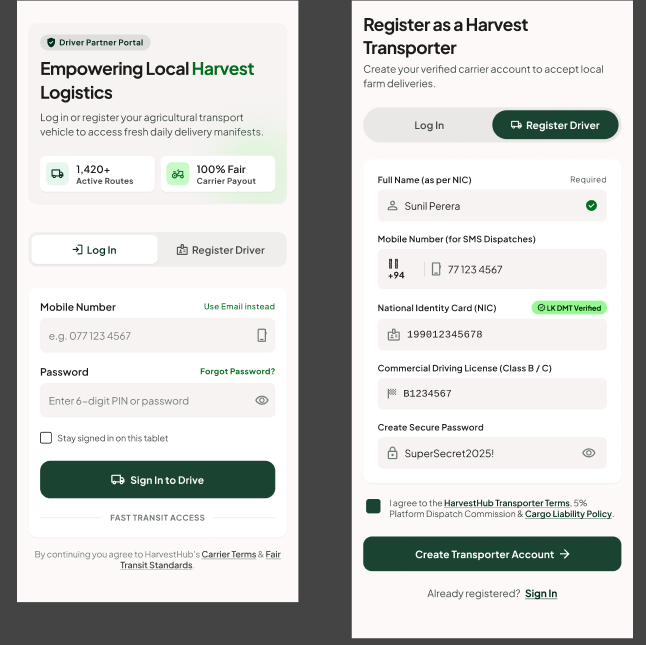 Driver Partner Portal
Empowering Local Harvest
Logistics
Log in or register your agricultural transport
vehicle to access fresh daily delivery manifests.
1,420+
Active Routes
100% Fair
Carrier Payout
Log In
Register Driver
Mobile Number
Use Email instead
e.g. 077 123 4567
Password
Forgot Password?
Enter 6-digit PIN or password
Stay signed in on this tablet
Sign In to Drive
FAST TRANSIT ACCESS
By continuing you agree to HarvestHub's Carrier Terms & Fair
Transit Standards.
Register as a Harvest
Transporter
Create your verified carrier account to accept local
farm deliveries.
Log In
Register Driver
Full Name (as per NIC)
Required
Sunil Perera
Mobile Number (for SMS Dispatches)
+94
77 123 4567
National Identity Card (NIC)
LK DMT Verified
199012345678
Commercial Driving License (Class B / C)
B1234567
Create Secure Password
SuperSecret2025!
I agree to the HarvestHub Transporter Terms, 5%
Platform Dispatch Commission & Cargo Liability Policy.
Create Transporter Account →
Already registered? Sign In